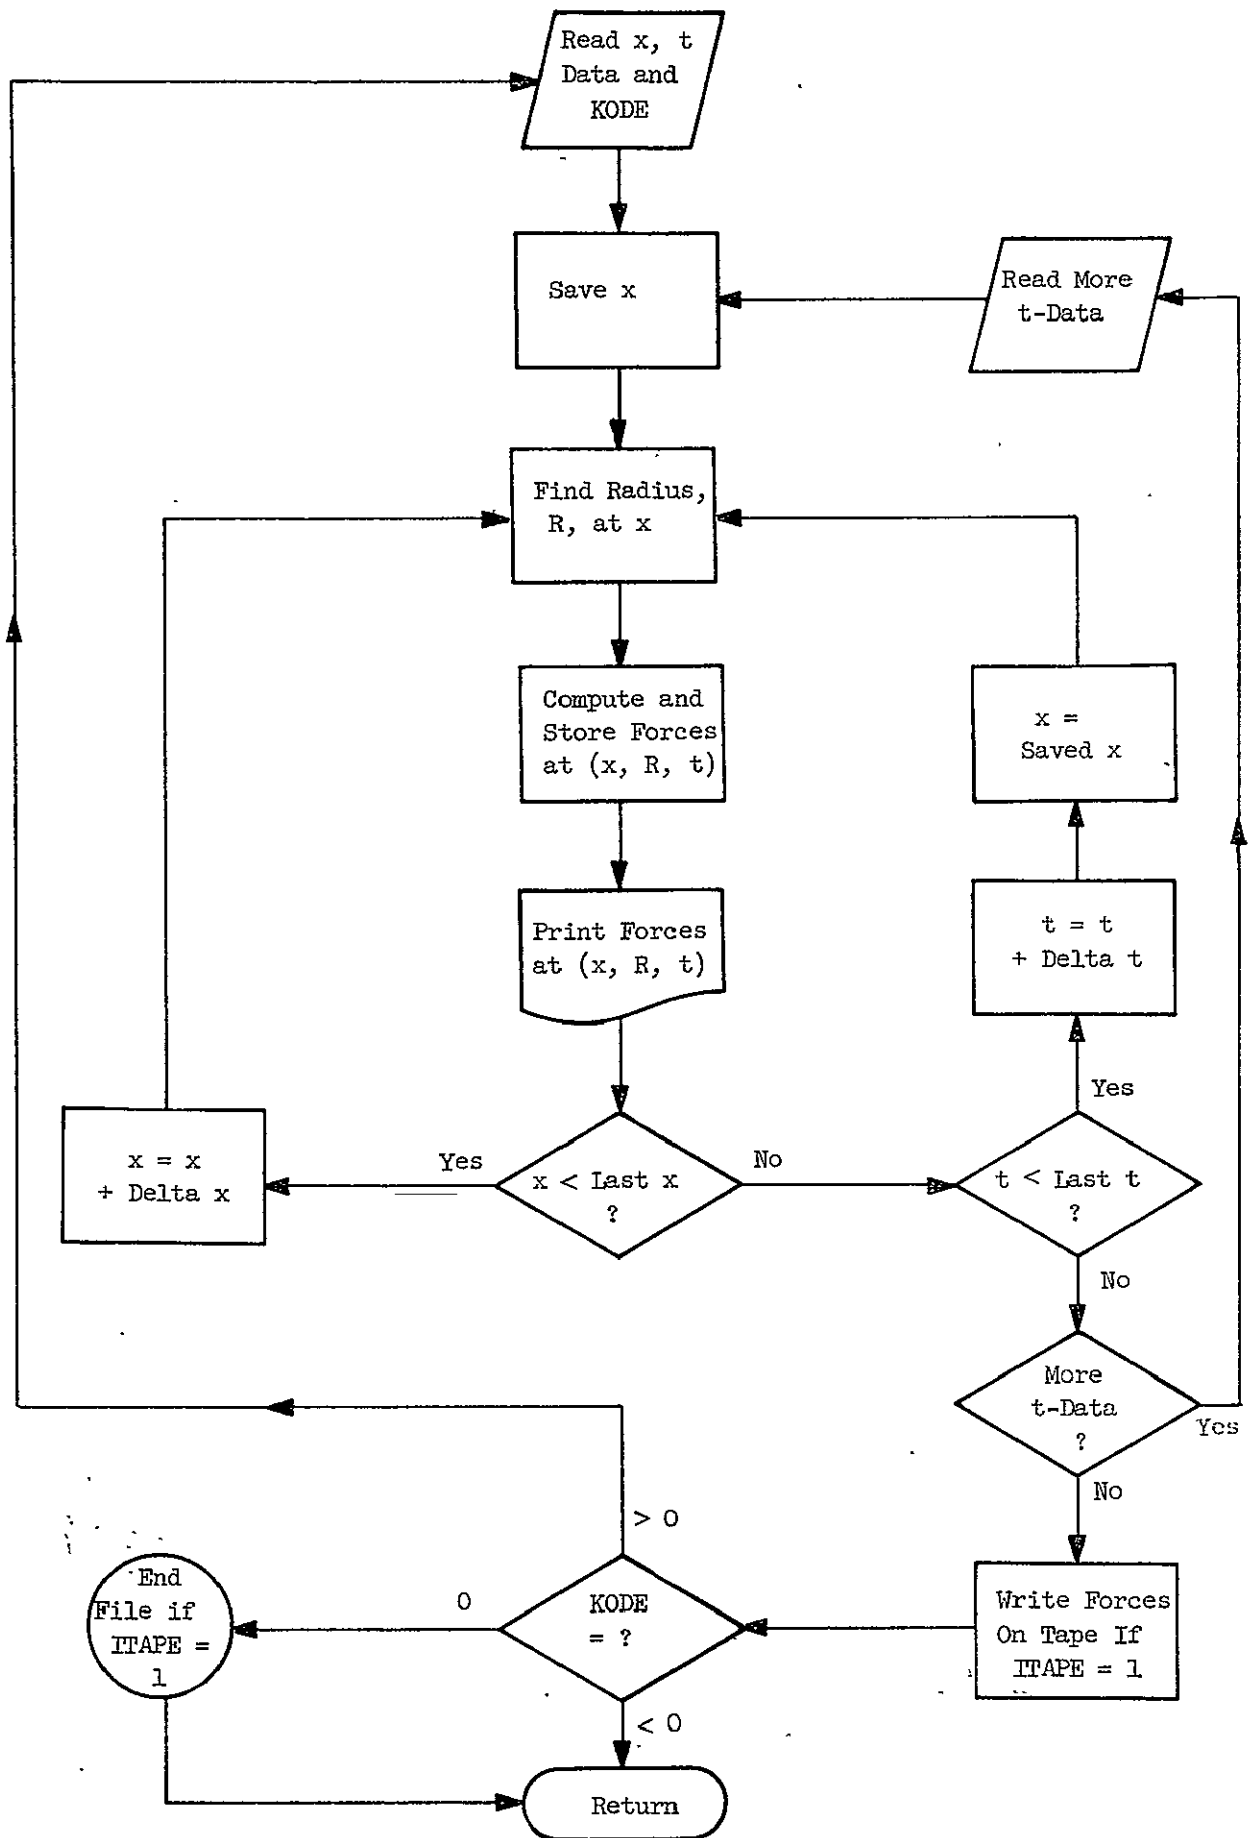 Read x, t
Data and
KODE
Save x
Read More
t-Data
Find Radius,
R, at x
Compute and
Store Forces
at (x, R, t)
x =
Saved x
Print Forces
at (x, R, t)
t = t
+ Delta t
Yes
x = x
+ Delta x
Yes
x < Last x
?
No
t < Last t
?
No
More
t-Data
?
Yes
No
> 0
End
File if
ITAPE =
1
0
KODE
= ?
Write Forces
On Tape If
ITAPE = 1
< 0
Return